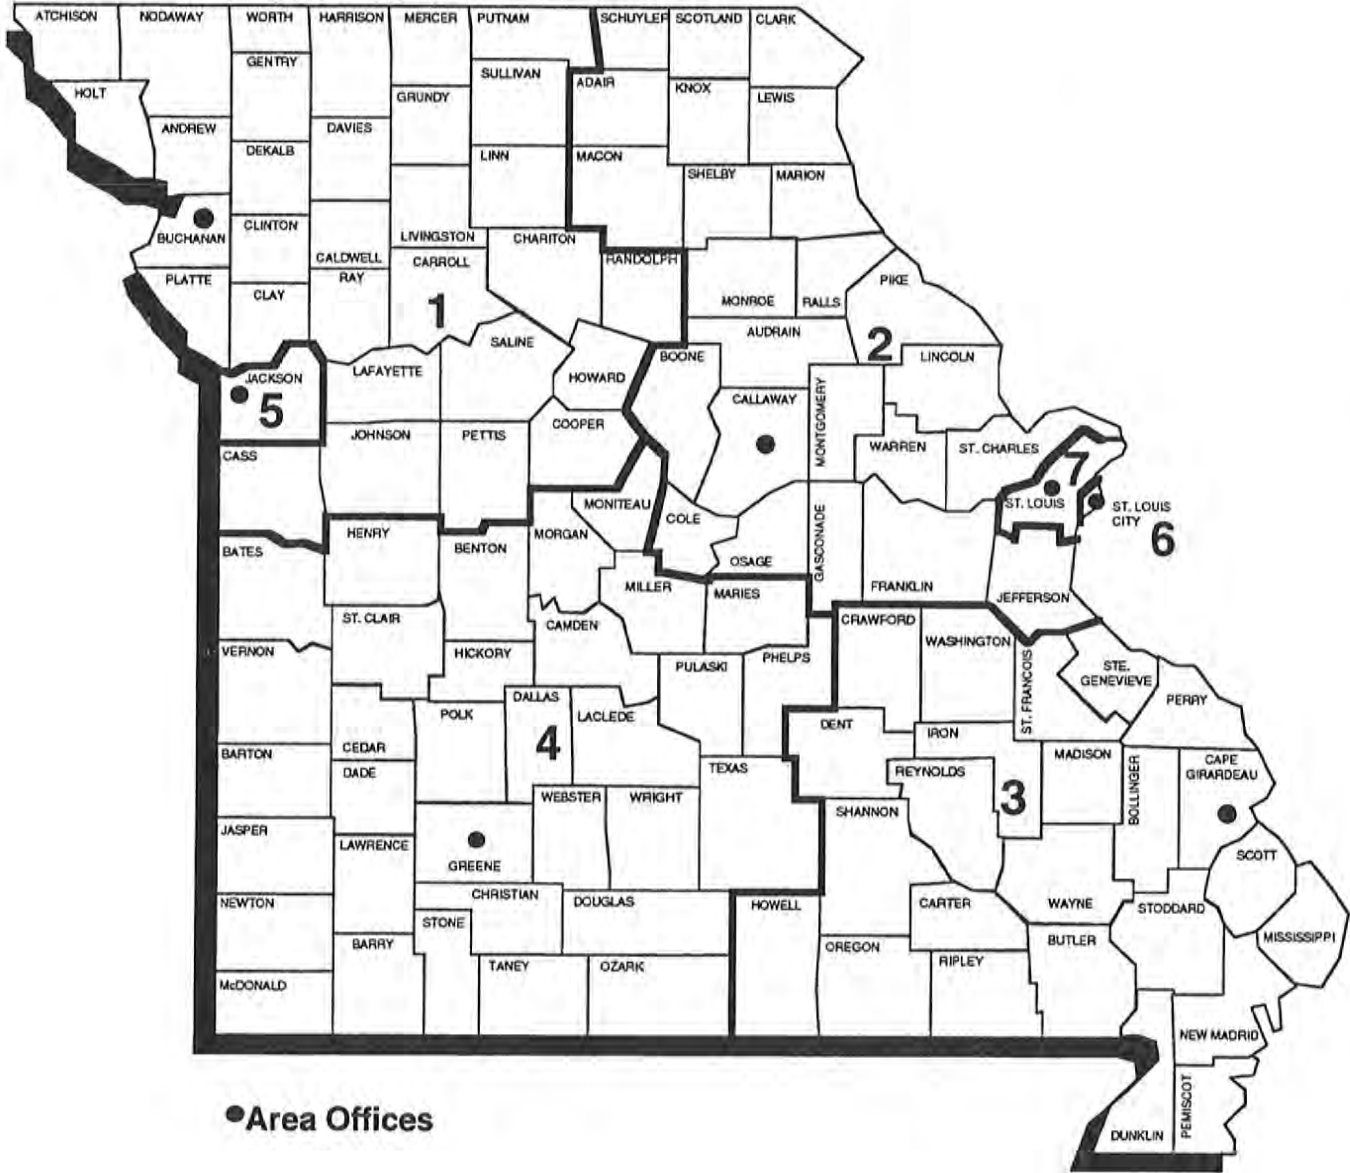 ATCHISON
NODAWAY
WORTH
HARRISON
MERCER
PUTNAM
SCHUYLER
SCOTLAND
CLARK
GENTRY
SULLIVAN
ADAIR
KNOX
HOLT
GRUNDY
LEWIS
ANDREW
DAVIES
DEKALB
LINN
MACON
SHELBY
MARION
BUCHANAN
CLINTON
LIVINGSTON
CHARITON
CALDWELL
CARROLL
RANDOLPH
PLATTE
RAY
PIKE
CLAY
1
MONROE
RALLS
AUDRAIN
2
SALINE
BOONE
LINCOLN
JACKSON
LAFAYETTE
HOWARD
5
CALLAWAY
MONTGOMERY
COOPER
JOHNSON
PETTIS
WARREN
ST. CHARLES
CASS
7
ST. LOUIS
ST. LOUIS
CITY
6
MONITEAU
COLE
HENRY
MORGAN
GASCONADE
BATES
BENTON
OSAGE
MILLER
MARIES
FRANKLIN
JEFFERSON
ST. CLAIR
CAMDEN
CRAWFORD
WASHINGTON
VERNON
HICKORY
PULASKI
PHELPS
ST. FRANCOIS
STE.
GENEVIEVE
DALLAS
PERRY
POLK
LACLEDE
DENT
IRON
4
CEDAR
BARTON
MADISON
BOLLINGER
CAPE
GIRARDEAU
DADE
TEXAS
REYNOLDS
3
WEBSTER
WRIGHT
SHANNON
JASPER
LAWRENCE
SCOTT
GREENE
CHRISTIAN
NEWTON
DOUGLAS
HOWELL
CARTER
WAYNE
STODDARD
STONE
BARRY
OREGON
BUTLER
MISSISSIPPI
TANEY
OZARK
RIPLEY
McDONALD
NEW MADRID
PEMISCOT
DUNKLIN
Area Offices